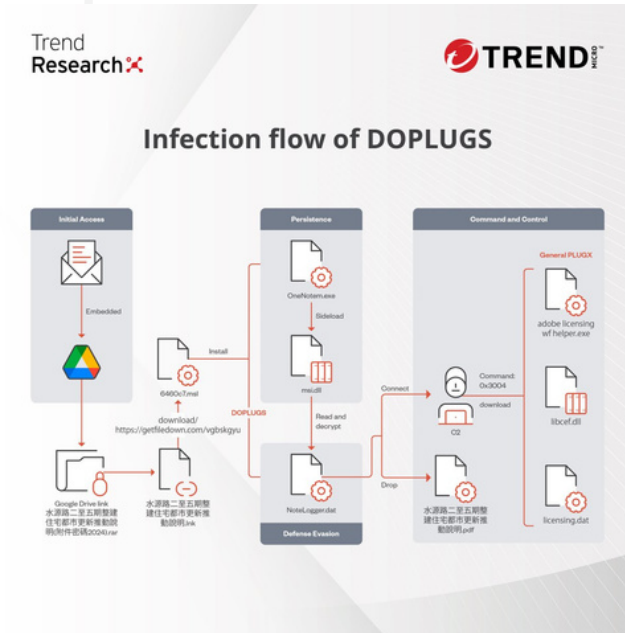 Trend
Research
TREND
MICRO™
Infection flow of DOPLUGS
Initial Access
Persistence
Command and Control
General PLUGX
Embedded
OneNotem.exe
Sideload
adobe licensing
wf helper.exe
Install
6460c7.msi
msi.dll
Command:
0x3004
Connect
download
download/
https://getfiledown.com/vgbskgyu
DOPLUGS
Read and
decrypt
C2
libcef.dll
Google Drive link
水源路二至五期整
建住宅都市更新推動說
明(附件密碼2024).rar
水源路二至五期整
建住宅都市更新推
動說明.lnk
NoteLogger.dat
Drop
水源路二至五期整
建住宅都市更新推
動說明.pdf
licensing.dat
Defense Evasion